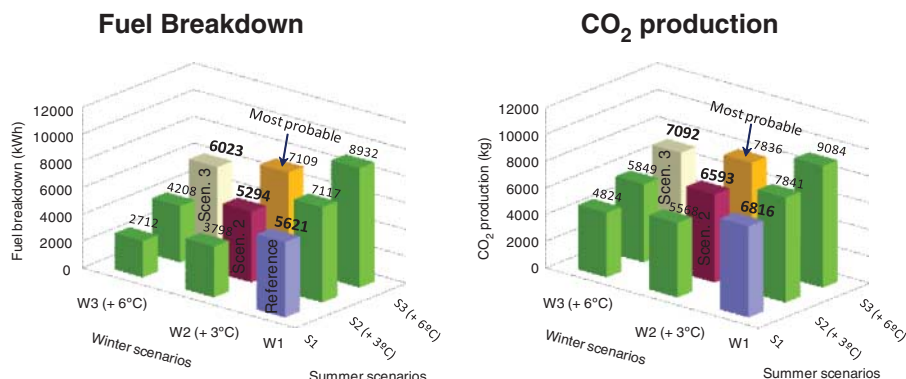 Fuel Breakdown
12000
10000
8000
6000
4000
2000
0
Fuel breakdown (kWh)
Most probable
6023
7109
8932
4208
5294
7117
2712
3798
5621
Scen. 3
Scen. 2
Reference
W3 (+ 6°C)
W2 (+ 3°C)
W1
Winter scenarios
S1
S2 (+ 3ºC)
S3 (+ 6ºC)
Summer scenarios
CO2 production
12000
10000
8000
6000
4000
2000
0
CO2 production (kg)
Most probable
7092
7836
9084
5849
6593
7841
4824
5568
6816
Scen. 3
Scen. 2
W3 (+ 6°C)
W2 (+ 3°C)
W1
Winter scenarios
S1
S2 (+ 3ºC)
S3 (+ 6ºC)
Summer scenarios